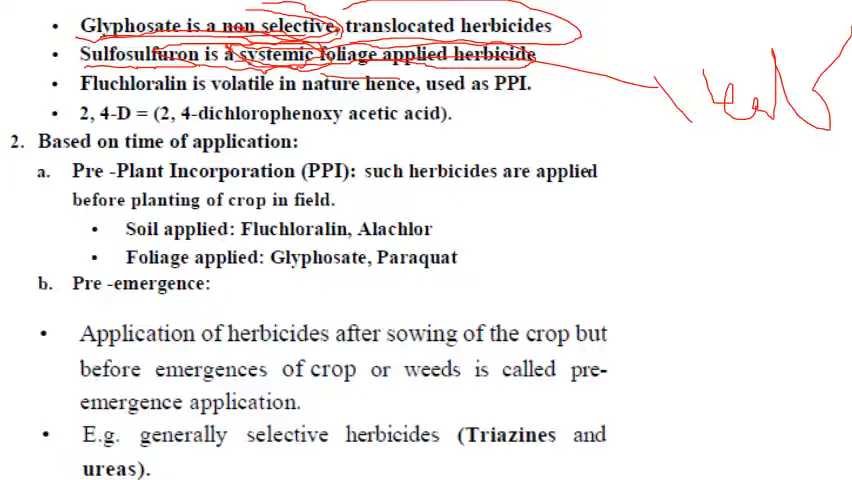 • Glyphosate is a non selective, translocated herbicides
• Sulfosulfuron is a systemic foliage applied herbicide
• Fluchloralin is volatile in nature hence, used as PPI.
• 2, 4-D = (2, 4-dichlorophenoxy acetic acid).
2. Based on time of application:
a. Pre -Plant Incorporation (PPI): such herbicides are applied
before planting of crop in field.
• Soil applied: Fluchloralin, Alachlor
• Foliage applied: Glyphosate, Paraquat
b. Pre -emergence:
• Application of herbicides after sowing of the crop but
before emergences of crop or weeds is called pre-
emergence application.
• E.g. generally selective herbicides (Triazines and
ureas).